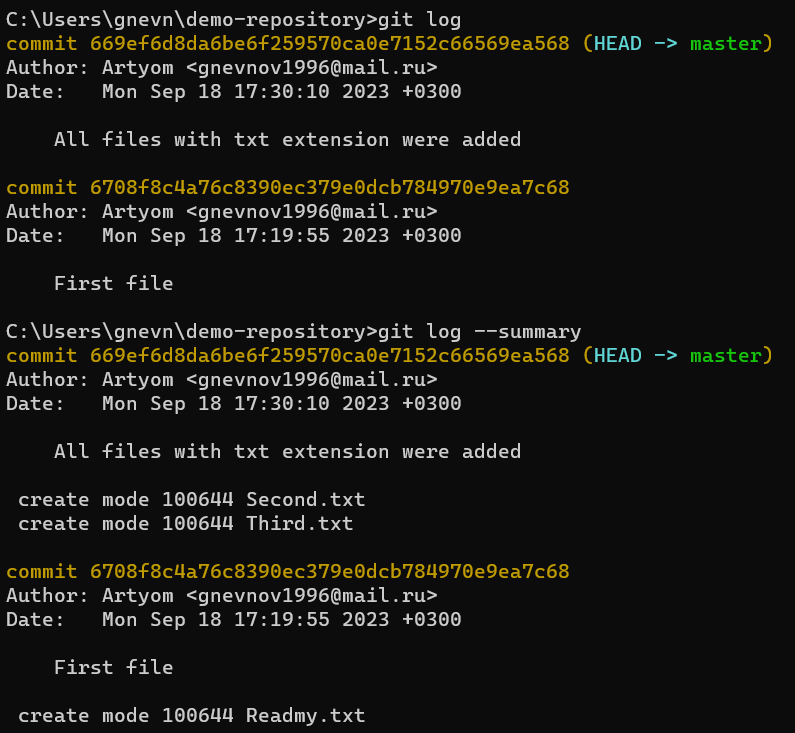 C:\Users\gnevn\demo-repository>git log
commit 669ef6d8da6be6f259570ca0e7152c66569ea568 (HEAD -> master)
Author: Artyom <gnevnov1996@mail.ru>
Date:   Mon Sep 18 17:30:10 2023 +0300
    All files with txt extension were added
commit 6708f8c4a76c8390ec379e0dcb784970e9ea7c68
Author: Artyom <gnevnov1996@mail.ru>
Date:   Mon Sep 18 17:19:55 2023 +0300
    First file
C:\Users\gnevn\demo-repository>git log --summary
commit 669ef6d8da6be6f259570ca0e7152c66569ea568 (HEAD -> master)
Author: Artyom <gnevnov1996@mail.ru>
Date:   Mon Sep 18 17:30:10 2023 +0300
    All files with txt extension were added
 create mode 100644 Second.txt
 create mode 100644 Third.txt
commit 6708f8c4a76c8390ec379e0dcb784970e9ea7c68
Author: Artyom <gnevnov1996@mail.ru>
Date:   Mon Sep 18 17:19:55 2023 +0300
    First file
 create mode 100644 Readmy.txt